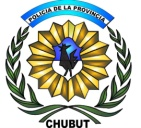 POLICIA DE LA PROVINCIA
CHUBUT